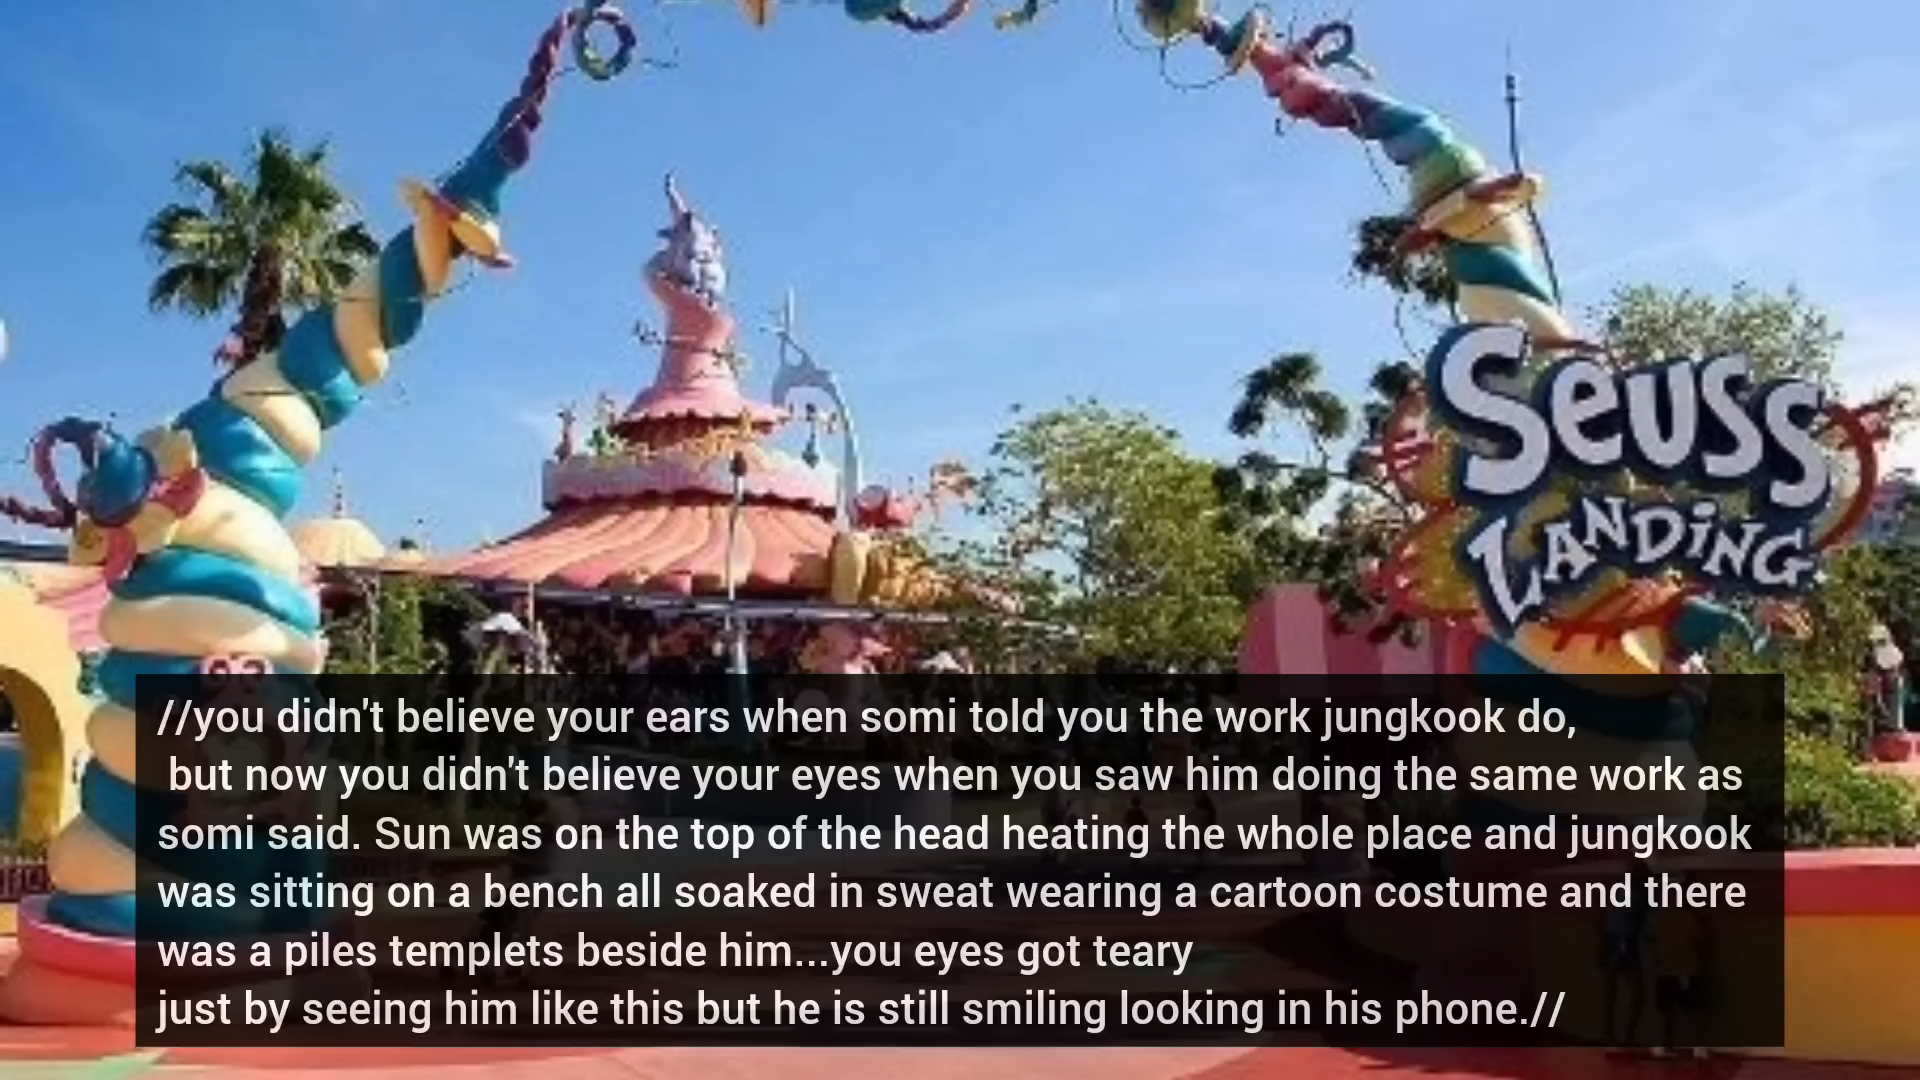 Seuss
Landing
//you didn't believe your ears when somi told you the work jungkook do,
but now you didn't believe your eyes when you saw him doing the same work as
somi said. Sun was on the top of the head heating the whole place and jungkook
was sitting on a bench all soaked in sweat wearing a cartoon costume and there
was a piles templets beside him...you eyes got teary
just by seeing him like this but he is still smiling looking in his phone.//